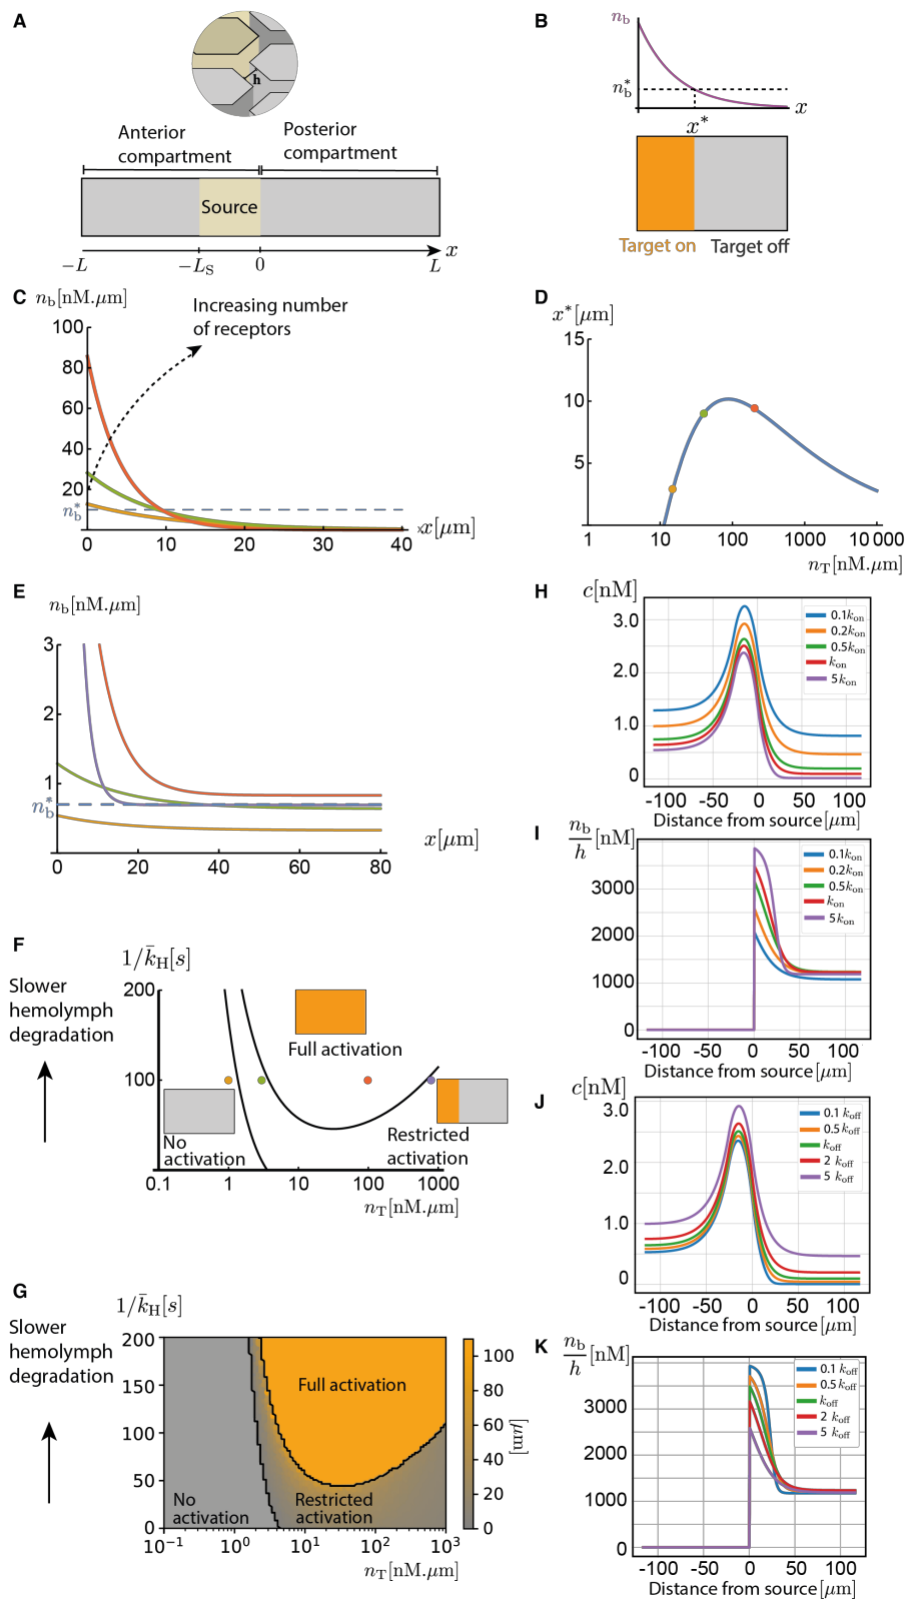 A
h
Anterior
compartment
Posterior
compartment
Source
x
−L
−L_S
0
L
B
n_b
n_b^*
x
x^*
Target on
Target off
C
n_b[nM.μm]
Increasing number
of receptors
100
80
60
40
20
n_b^*
0
0
10
20
30
40
x[μm]
D
x^*[μm]
15
10
5
1
10
100
1000
10 000
n_T[nM.μm]
E
n_b[nM.μm]
3
2
1
n_b^*
0
20
40
60
80
x[μm]
F
1/k̄_H[s]
Slower
hemolymph
degradation
200
100
Full activation
No
activation
Restricted
activation
0.1
1
10
100
1000
n_T[nM.μm]
G
1/k̄_H[s]
Slower
hemolymph
degradation
200
150
100
50
0
Full activation
No
activation
Restricted
activation
10^−1
10^0
10^1
10^2
10^3
n_T[nM.μm]
100
80
60
40
20
0
[μm]
H
c[nM]
3.0
2.0
1.0
0
0.1k_on
0.2k_on
0.5k_on
k_on
5k_on
-100
-50
0
50
100
Distance from source[μm]
I
n_b/h [nM]
3000
2000
1000
0
0.1k_on
0.2k_on
0.5k_on
k_on
5k_on
-100
-50
0
50
100
Distance from source[μm]
J
c[nM]
3.0
2.0
1.0
0
0.1 k_off
0.5 k_off
k_off
2 k_off
5 k_off
-100
-50
0
50
100
Distance from source[μm]
K
n_b/h [nM]
3000
2000
1000
0
0.1 k_off
0.5 k_off
k_off
2 k_off
5 k_off
-100
-50
0
50
100
Distance from source[μm]